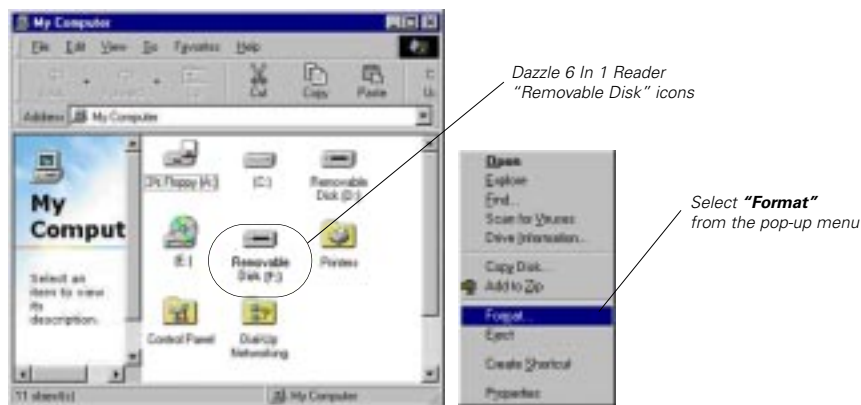 My Computer
File Edit View Go Favorites Help
Cut Copy Paste
Address My Computer
3½ Floppy (A:) (C:) Removable
Disk (D:)
My
Comput
(E:) Removable
Disk (F:) Printers
Select an
item to view
its
description.
Control Panel Dial-Up
Networking
11 object(s) My Computer
Dazzle 6 In 1 Reader
"Removable Disk" icons
Open
Explore
Find...
Scan for Viruses
Drive Information...
Copy Disk...
Add to Zip
Format...
Eject
Create Shortcut
Properties
Select "Format"
from the pop-up menu